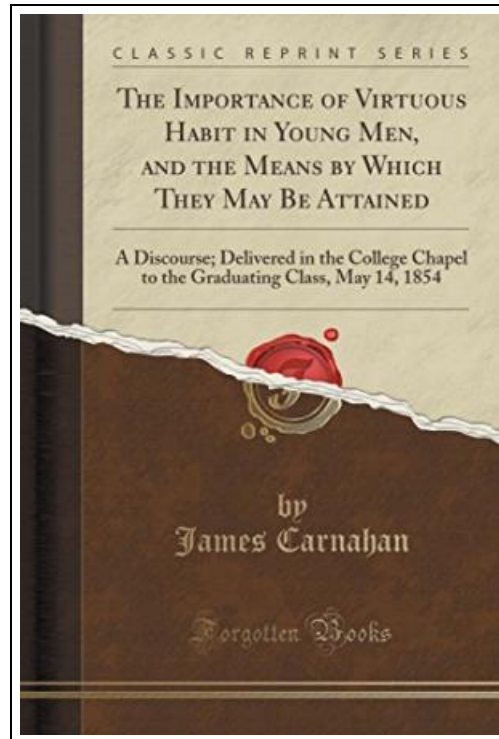 CLASSIC REPRINT SERIES
THE IMPORTANCE OF VIRTUOUS
HABIT IN YOUNG MEN,
AND THE MEANS BY WHICH
THEY MAY BE ATTAINED
A Discourse; Delivered in the College Chapel
to the Graduating Class, May 14, 1854
by
James Carnahan
Forgotten Books